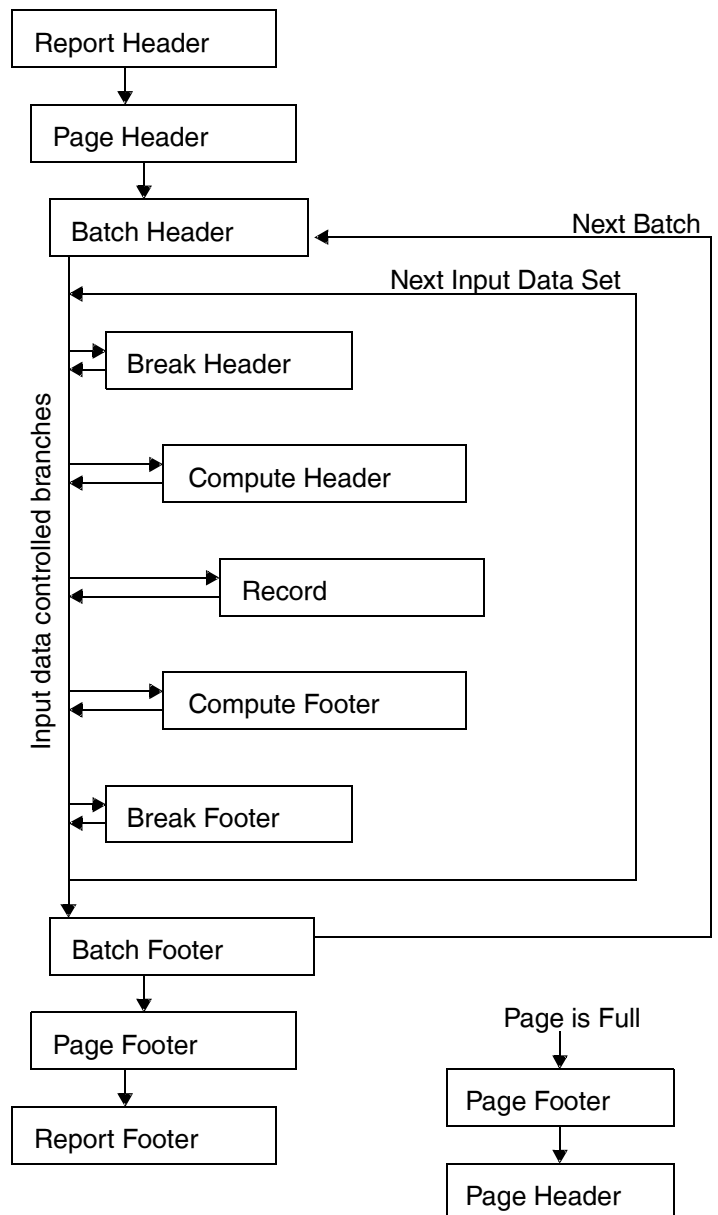 Report Header
Page Header
Batch Header
Next Batch
Next Input Data Set
Break Header
Compute Header
Input data controlled branches
Record
Compute Footer
Break Footer
Batch Footer
Page Footer
Report Footer
Page is Full
Page Footer
Page Header